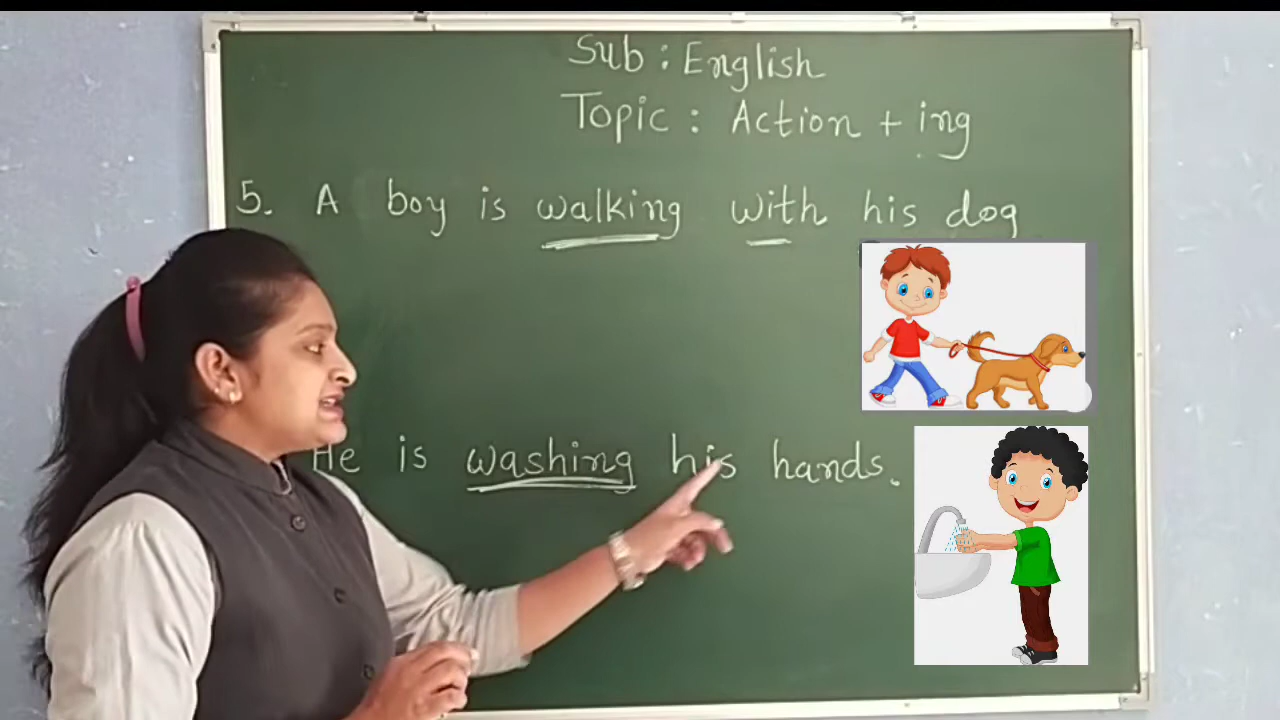 Sub : English
Topic : Action + ing
5. A boy is walking with his dog
He is washing his hands.